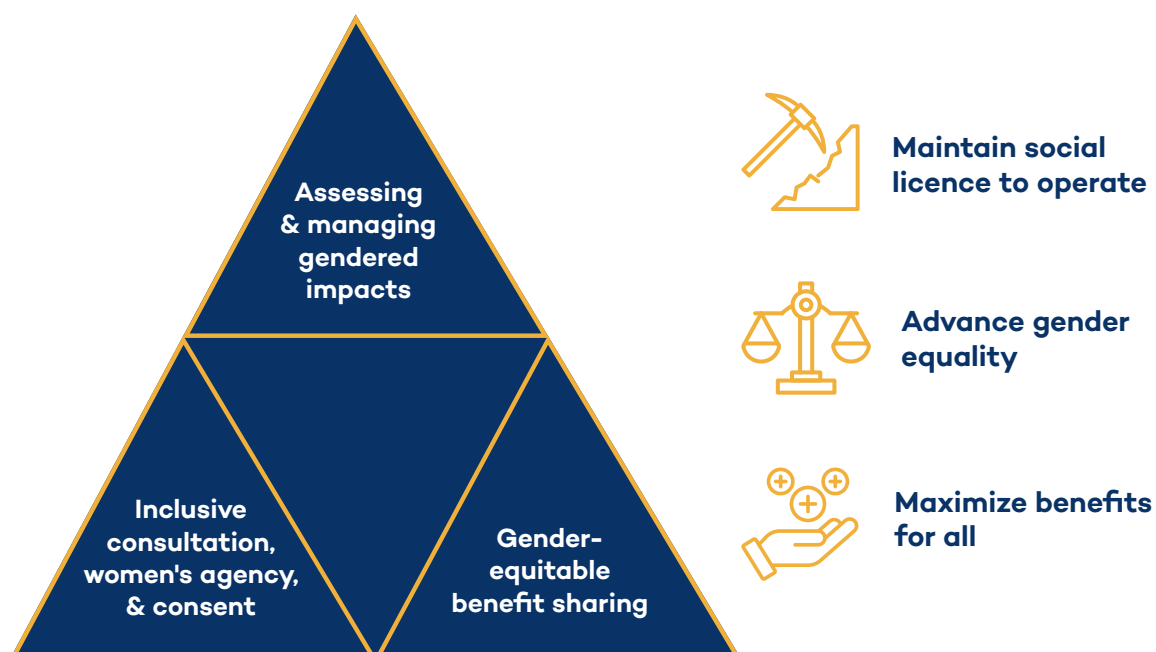 Assessing
& managing
gendered
impacts
Inclusive
consultation,
women's agency,
& consent
Gender-
equitable
benefit sharing
Maintain social
licence to operate
Advance gender
equality
Maximize benefits
for all